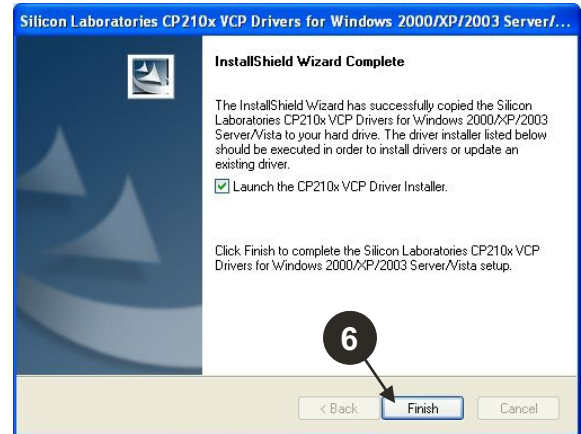 Silicon Laboratories CP210x VCP Drivers for Windows 2000/XP/2003 Server/...
InstallShield Wizard Complete
The InstallShield Wizard has successfully copied the Silicon
Laboratories CP210x VCP Drivers for Windows 2000/XP/2003
Server/Vista to your hard drive. The driver installer listed below
should be executed in order to install drivers or update an
existing driver.
Launch the CP210x VCP Driver Installer.
Click Finish to complete the Silicon Laboratories CP210x VCP
Drivers for Windows 2000/XP/2003 Server/Vista setup.
6
< Back Finish Cancel